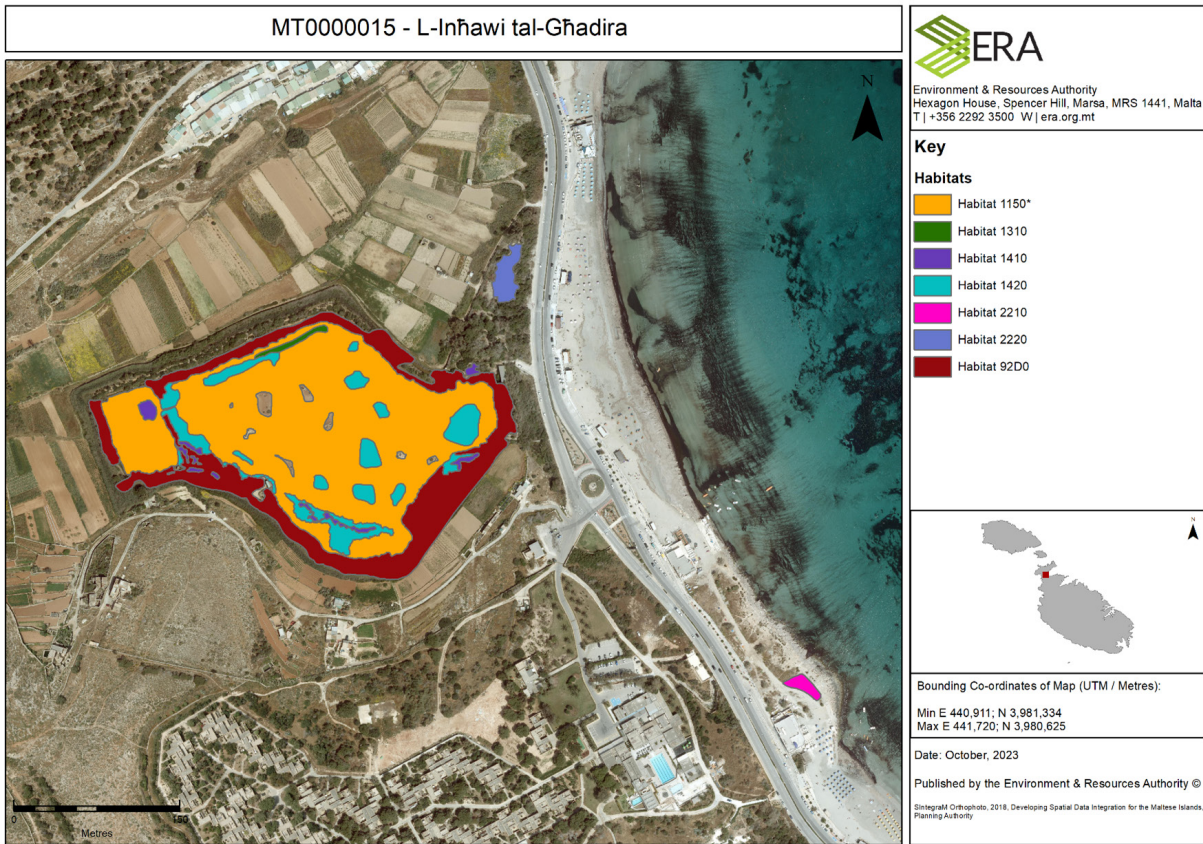 MT0000015 - L-Inħawi tal-Għadira
N
0
150
Metres
ERA
Environment & Resources Authority
Hexagon House, Spencer Hill, Marsa, MRS 1441, Malta
T | +356 2292 3500 W | era.org.mt
Key
Habitats
Habitat 1150*
Habitat 1310
Habitat 1410
Habitat 1420
Habitat 2210
Habitat 2220
Habitat 92D0
N
Bounding Co-ordinates of Map (UTM / Metres):
Min E 440,911; N 3,981,334
Max E 441,720; N 3,980,625
Date: October, 2023
Published by the Environment & Resources Authority ©
SIntegraM Orthophoto, 2018, Developing Spatial Data Integration for the Maltese Islands,
Planning Authority